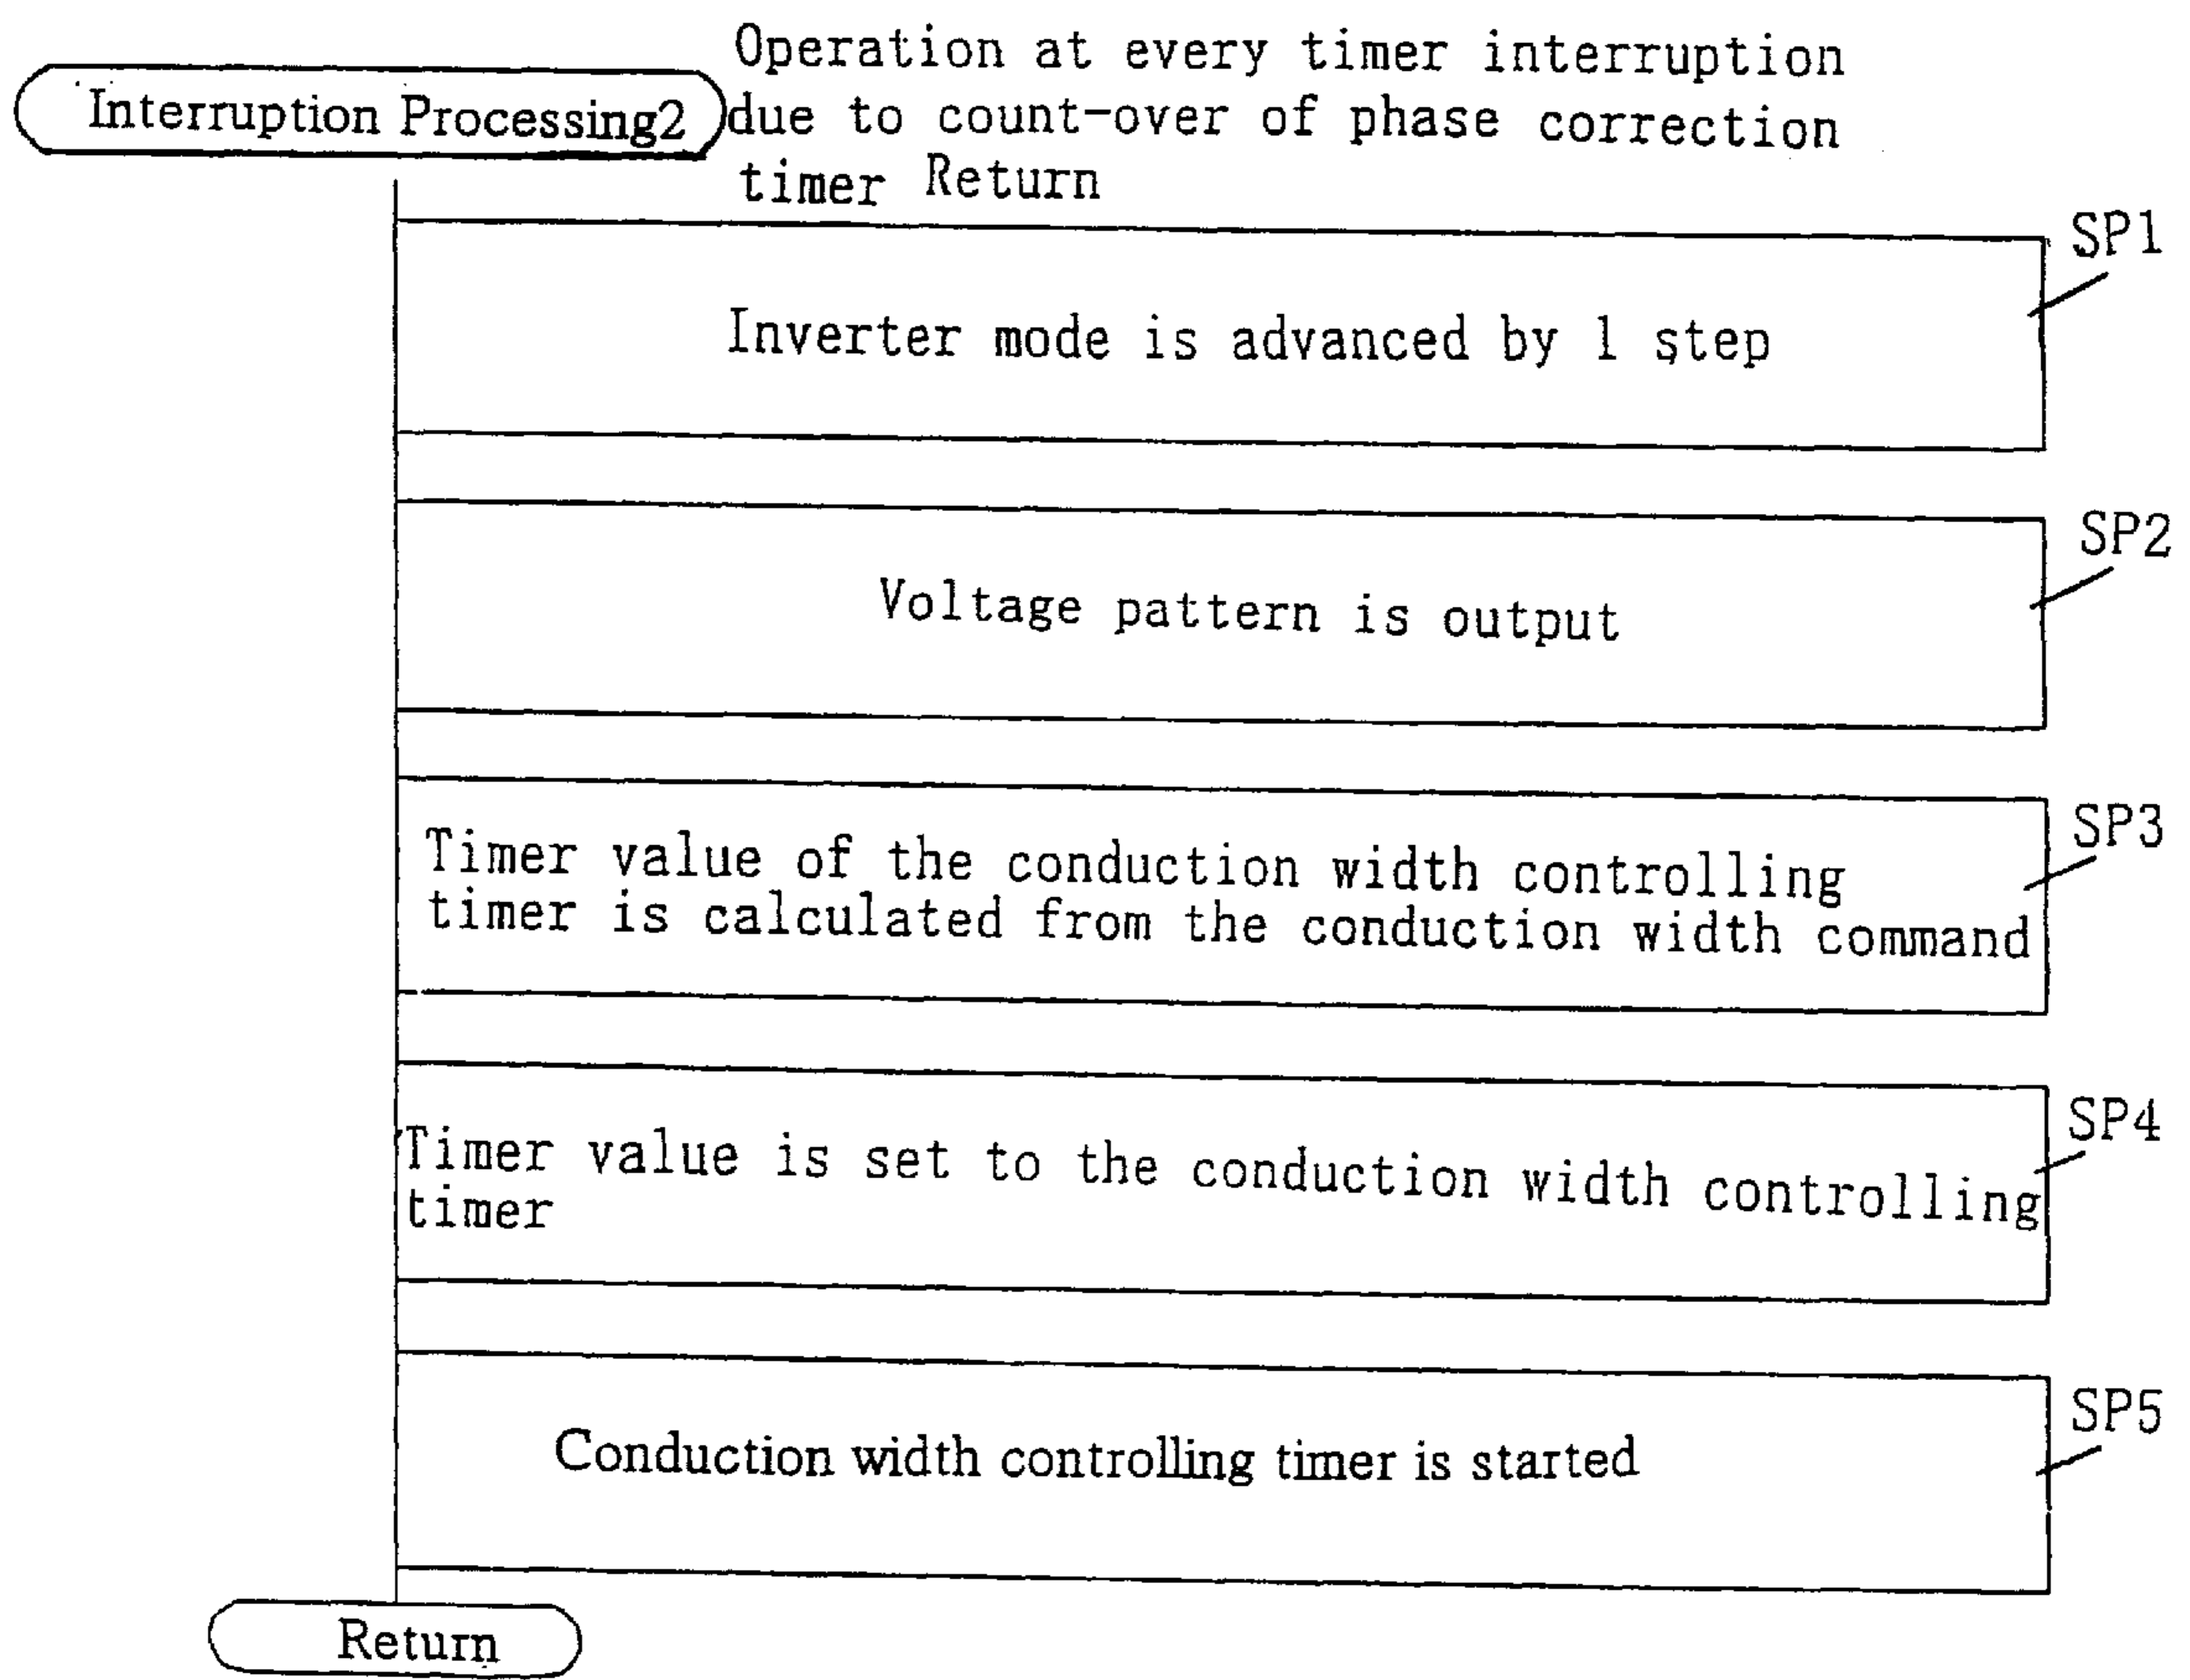 Operation at every timer interruption
Interruption Processing2
due to count-over of phase correction
timer Return
SP1
Inverter mode is advanced by 1 step
SP2
Voltage pattern is output
SP3
Timer value of the conduction width controlling
timer is calculated from the conduction width command
SP4
Timer value is set to the conduction width controlling
timer
SP5
Conduction width controlling timer is started
Return